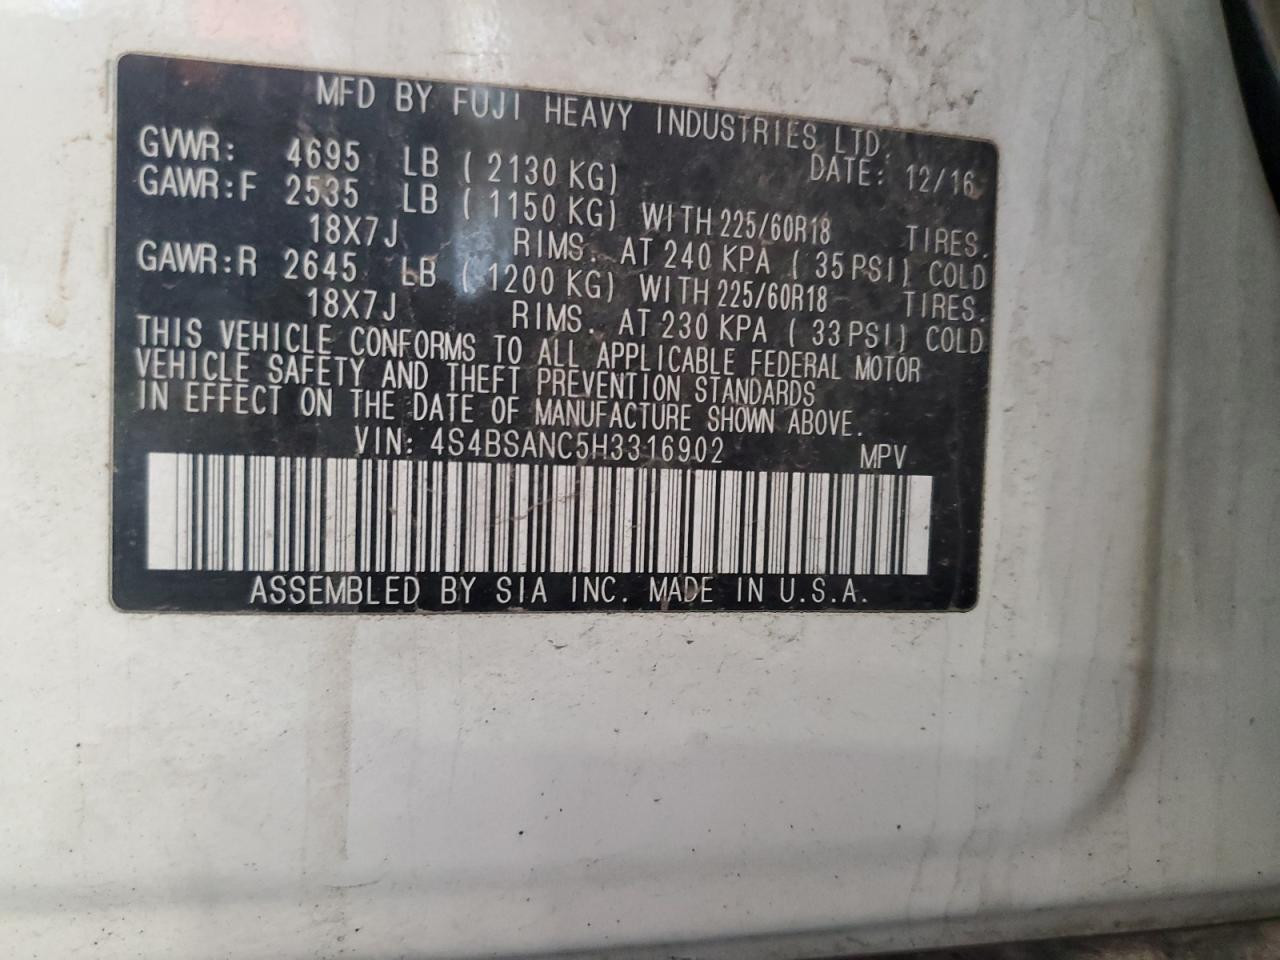 MFD BY FUJI HEAVY INDUSTRIES LTD.
DATE: 12/16
GVWR: 4695 LB ( 2130 KG)
GAWR:F 2535 LB ( 1150 KG) WITH 225/60R18 TIRES.
18X7J RIMS. AT 240 KPA ( 35 PSI) COLD
GAWR:R 2645 LB ( 1200 KG) WITH 225/60R18 TIRES.
18X7J RIMS. AT 230 KPA ( 33 PSI) COLD
THIS VEHICLE CONFORMS TO ALL APPLICABLE FEDERAL MOTOR
VEHICLE SAFETY AND THEFT PREVENTION STANDARDS
IN EFFECT ON THE DATE OF MANUFACTURE SHOWN ABOVE.
VIN: 4S4BSANC5H3316902 MPV
ASSEMBLED BY SIA INC. MADE IN U.S.A.